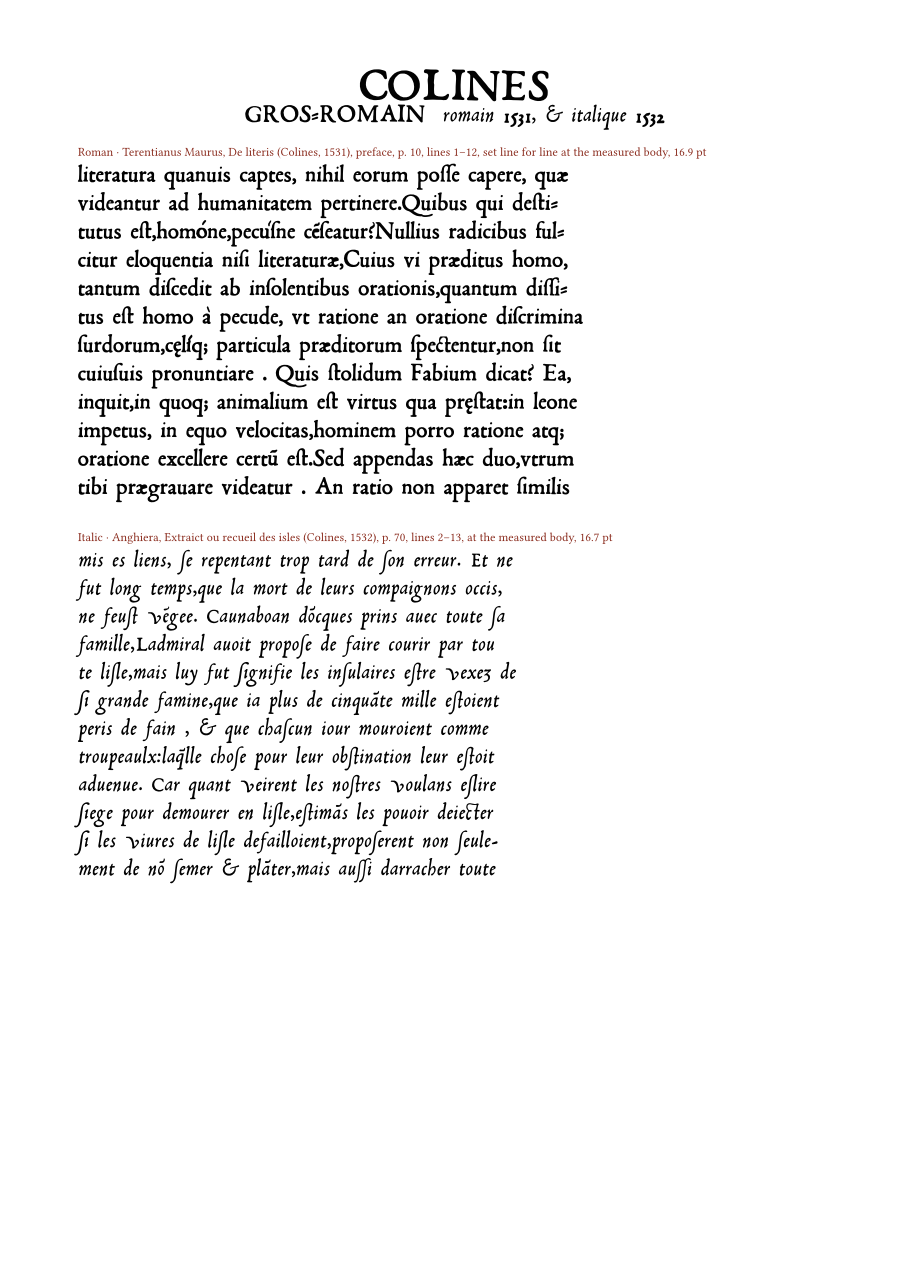 COLINES
GROS⸗ROMAIN romain 1531, & italique 1532
Roman · Terentianus Maurus, De literis (Colines, 1531), preface, p. 10, lines 1–12, set line for line at the measured body, 16.9 pt
literatura quanuis captes, nihil eorum poſſe capere, quæ
videantur ad humanitatem pertinere.Quibus qui deſti⸗
tutus eſt,homóne,pecúſne cẽſeatur?Nullius radicibus ful⸗
citur eloquentia niſi literaturæ,Cuius vi præditus homo,
tantum diſcedit ab inſolentibus orationis,quantum diſſi⸗
tus eſt homo à pecude, vt ratione an oratione diſcrimina
ſurdorum,cęlíq; particula præditorum ſpectentur,non ſit
cuiuſuis pronuntiare . Quis ſtolidum Fabium dicat? Ea,
inquit,in quoq; animalium eſt virtus qua pręſtat:in leone
impetus, in equo velocitas,hominem porro ratione atq;
oratione excellere certũ eſt.Sed appendas hæc duo,vtrum
tibi prægrauare videatur . An ratio non apparet ſimilis
Italic · Anghiera, Extraict ou recueil des isles (Colines, 1532), p. 70, lines 2–13, at the measured body, 16.7 pt
mis es liens, ſe repentant trop tard de ſon erreur. Et ne
fut long temps,que la mort de leurs compaignons occis,
ne feuſt vẽgee. Caunaboan dõcques prins auec toute ſa
famille,Ladmiral auoit propoſe de faire courir par tou
te liſle,mais luy fut ſignifie les inſulaires eſtre vexez de
ſi grande famine,que ia plus de cinquãte mille eſtoient
peris de fain , & que chaſcun iour mouroient comme
troupeaulx:laq̃lle choſe pour leur obſtination leur eſtoit
aduenue. Car quant veirent les noſtres voulans eſlire
ſiege pour demourer en liſle,eſtimãs les pouoir deiecter
ſi les viures de liſle defailloient,propoſerent non ſeule-
ment de nõ ſemer & plãter,mais auſſi darracher toute